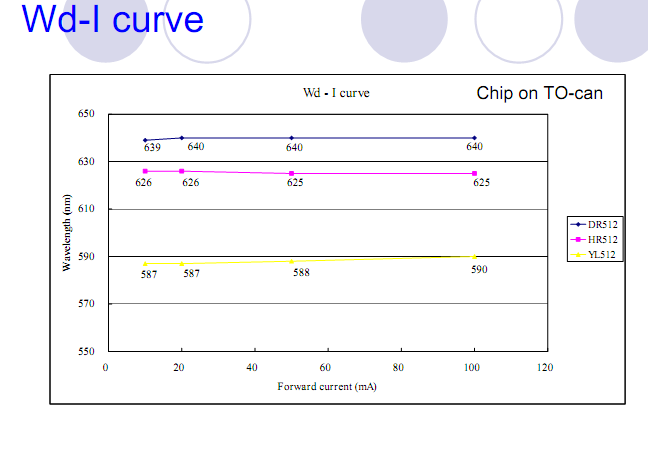 Wd-I curve
Wd - I curve
Chip on TO-can
Wavelength (nm)
650
630
610
590
570
550
639 640 640 640
626 626 625 625
587 587 588 590
0 20 40 60 80 100 120
Forward current (mA)
DR512
HR512
YL512